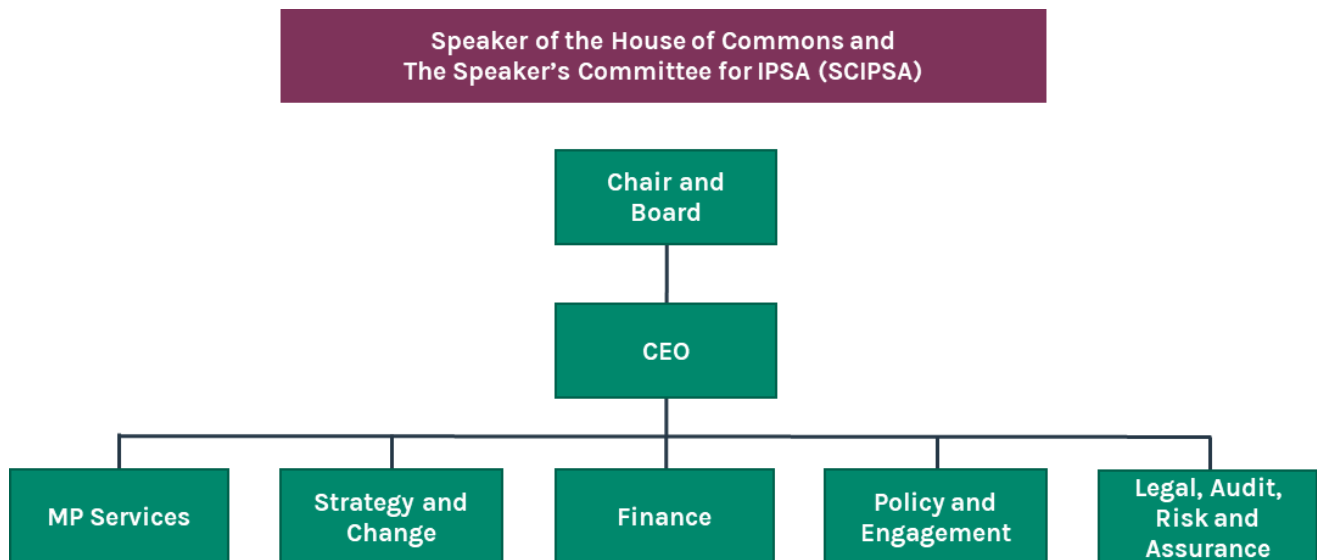 Speaker of the House of Commons and
The Speaker’s Committee for IPSA (SCIPSA)
Chair and
Board
CEO
MP Services
Strategy and
Change
Finance
Policy and
Engagement
Legal, Audit,
Risk and
Assurance